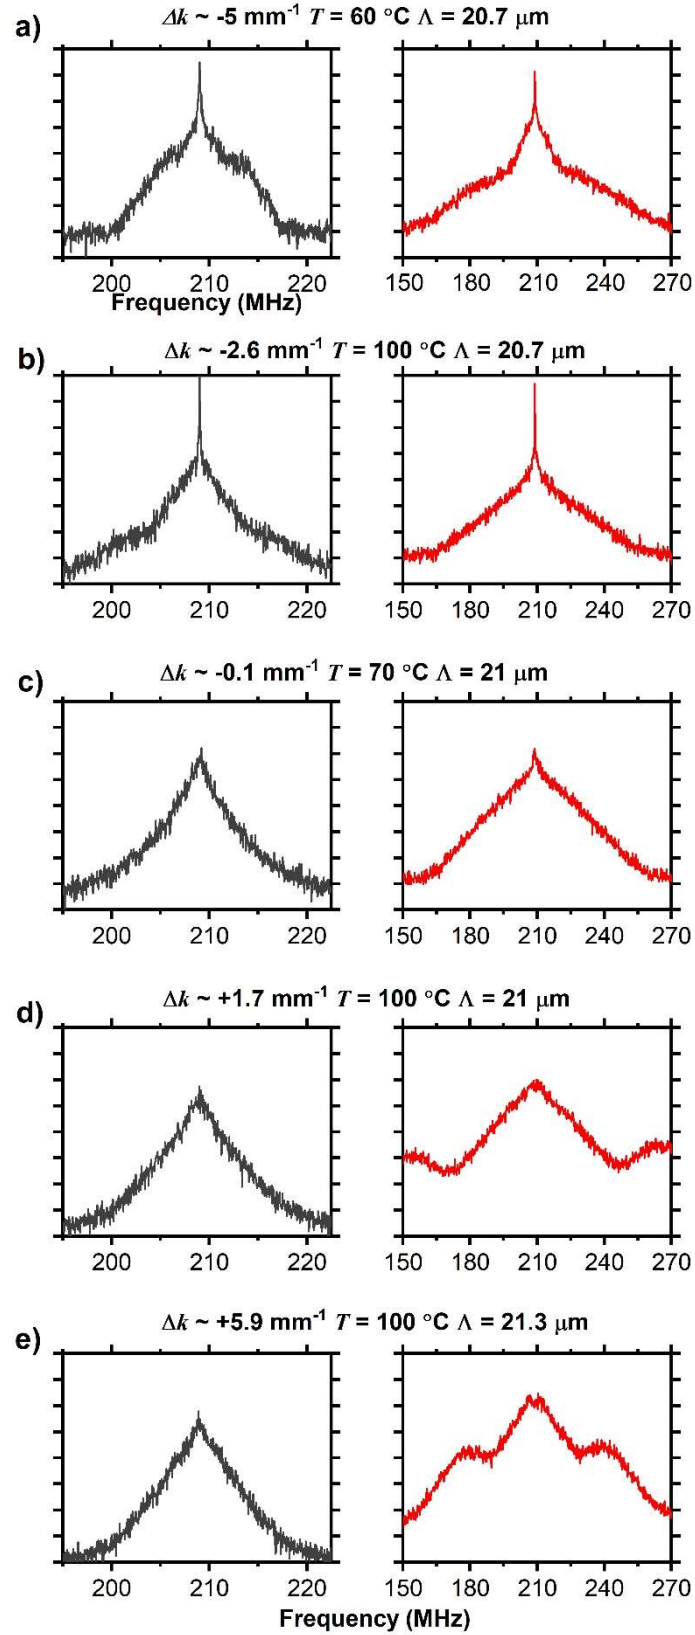 a) Δk ~ -5 mm⁻¹ T = 60 °C Λ = 20.7 μm
200 210 220 150 180 210 240 270
Frequency (MHz)
b) Δk ~ -2.6 mm⁻¹ T = 100 °C Λ = 20.7 μm
200 210 220 150 180 210 240 270
c) Δk ~ -0.1 mm⁻¹ T = 70 °C Λ = 21 μm
200 210 220 150 180 210 240 270
d) Δk ~ +1.7 mm⁻¹ T = 100 °C Λ = 21 μm
200 210 220 150 180 210 240 270
e) Δk ~ +5.9 mm⁻¹ T = 100 °C Λ = 21.3 μm
200 210 220 150 180 210 240 270
Frequency (MHz)